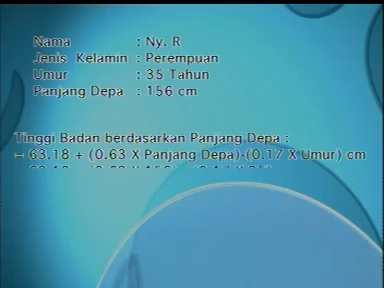 Nama : Ny. R
Jenis Kelamin : Perempuan
Umur : 35 Tahun
Panjang Depa : 156 cm
Tinggi Badan berdasarkan Panjang Depa :
= 63.18 + (0.63 X Panjang Depa)-(0.17 X Umur) cm